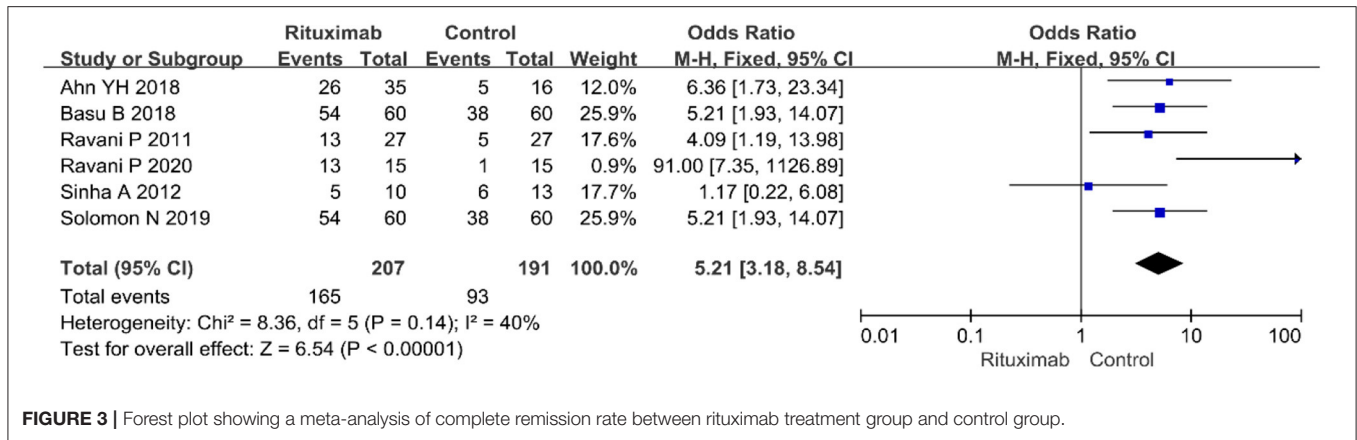 Rituximab Control Odds Ratio Odds Ratio
Study or Subgroup Events Total Events Total Weight M-H, Fixed, 95% CI M-H, Fixed, 95% CI
Ahn YH 2018 26 35 5 16 12.0% 6.36 [1.73, 23.34]
Basu B 2018 54 60 38 60 25.9% 5.21 [1.93, 14.07]
Ravani P 2011 13 27 5 27 17.6% 4.09 [1.19, 13.98]
Ravani P 2020 13 15 1 15 0.9% 91.00 [7.35, 1126.89]
Sinha A 2012 5 10 6 13 17.7% 1.17 [0.22, 6.08]
Solomon N 2019 54 60 38 60 25.9% 5.21 [1.93, 14.07]
Total (95% CI) 207 191 100.0% 5.21 [3.18, 8.54]
Total events 165 93
Heterogeneity: Chi² = 8.36, df = 5 (P = 0.14); I² = 40%
Test for overall effect: Z = 6.54 (P < 0.00001)
0.01 0.1 1 10 100
Rituximab Control
FIGURE 3 | Forest plot showing a meta-analysis of complete remission rate between rituximab treatment group and control group.